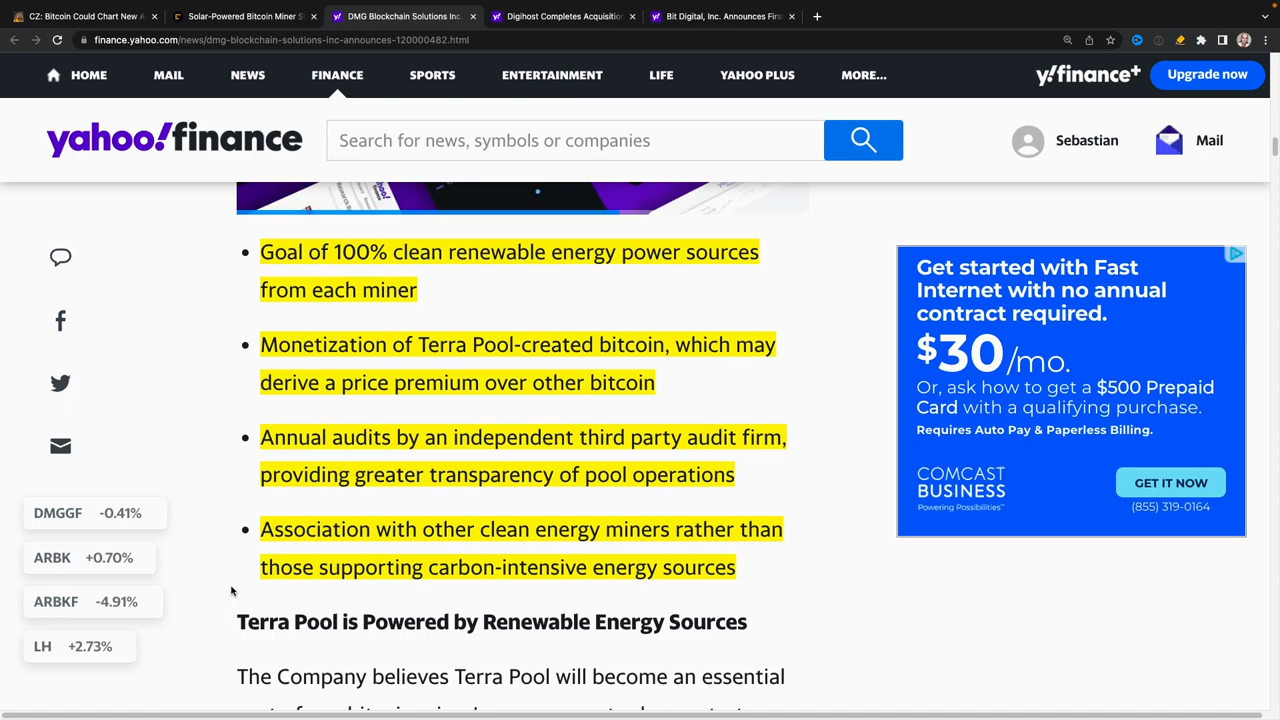 CZ: Bitcoin Could Chart New A
Solar-Powered Bitcoin Miner S
DMG Blockchain Solutions Inc.
Digihost Completes Acquisition
Bit Digital, Inc. Announces Firs
finance.yahoo.com/news/dmg-blockchain-solutions-inc-announces-120000482.html
HOME
MAIL
NEWS
FINANCE
SPORTS
ENTERTAINMENT
LIFE
YAHOO PLUS
MORE...
y!finance+
Upgrade now
yahoo!finance
Search for news, symbols or companies
Sebastian
Mail
Goal of 100% clean renewable energy power sources
from each miner
Monetization of Terra Pool-created bitcoin, which may
derive a price premium over other bitcoin
Annual audits by an independent third party audit firm,
providing greater transparency of pool operations
Association with other clean energy miners rather than
those supporting carbon-intensive energy sources
Terra Pool is Powered by Renewable Energy Sources
The Company believes Terra Pool will become an essential
DMGGF -0.41%
ARBK +0.70%
ARBKF -4.91%
LH +2.73%
Get started with Fast
Internet with no annual
contract required.
$30/mo.
Or, ask how to get a $500 Prepaid
Card with a qualifying purchase.
Requires Auto Pay & Paperless Billing.
COMCAST
BUSINESS
Powering Possibilities™
GET IT NOW
(855) 319-0164